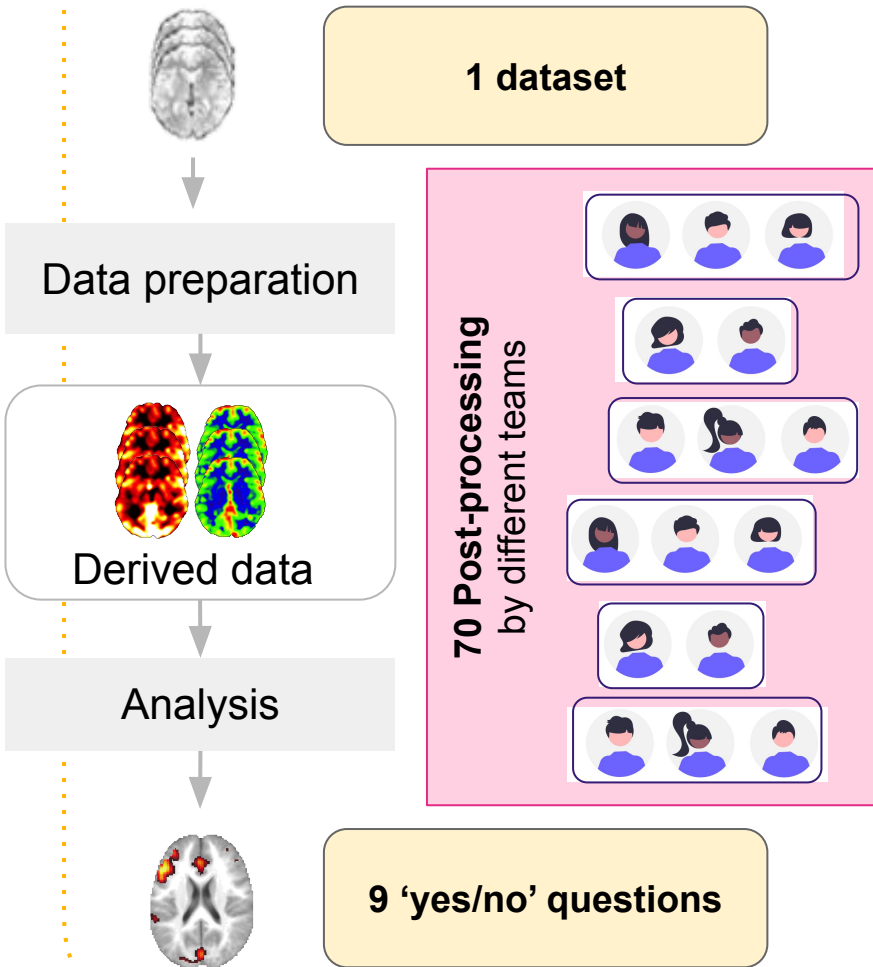 1 dataset
Data preparation
70 Post-processing
by different teams
Derived data
Analysis
9 ‘yes/no’ questions